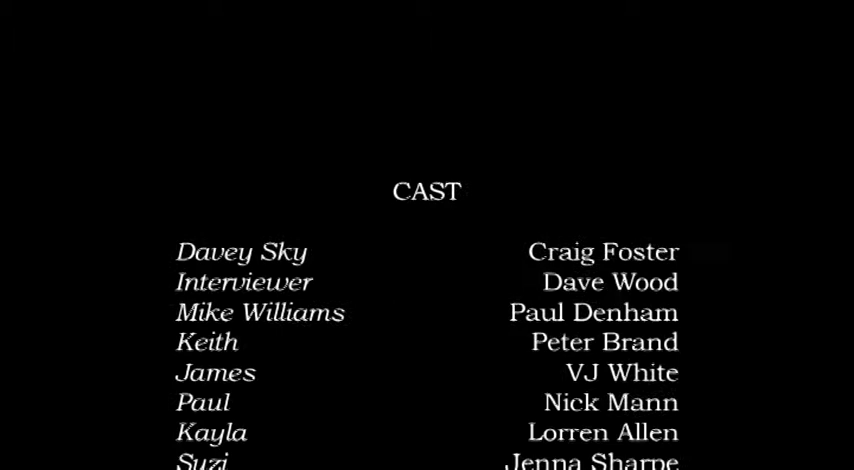 CAST
Davey Sky Craig Foster
Interviewer Dave Wood
Mike Williams Paul Denham
Keith Peter Brand
James VJ White
Paul Nick Mann
Kayla Lorren Allen
Suzi Jenna Sharpe